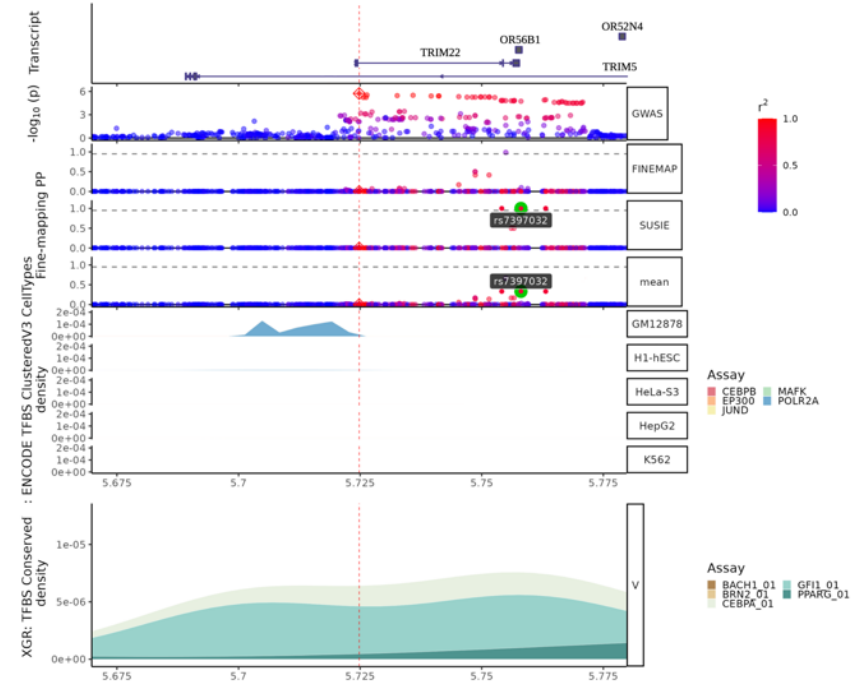 OR52N4
OR56B1
TRIM22
TRIM5
Transcript
-log₁₀ (p)
6
3
0
GWAS
r²
1.0
0.5
0.0
Fine-mapping PP
1.0
0.5
0.0
FINEMAP
1.0
0.5
0.0
rs7397032
SUSIE
1.0
0.5
0.0
rs7397032
mean
: ENCODE TFBS ClusteredV3 CellTypes
density
2e-04
1e-04
0e+00
GM12878
2e-04
1e-04
0e+00
H1-hESC
2e-04
1e-04
0e+00
HeLa-S3
2e-04
1e-04
0e+00
HepG2
2e-04
1e-04
0e+00
K562
5.675 5.7 5.725 5.75 5.775
Assay
CEBPB MAFK
EP300 POLR2A
JUND
XGR: TFBS Conserved
density
1e-05
5e-06
0e+00
V
5.675 5.7 5.725 5.75 5.775
Assay
BACH1_01 GFI1_01
BRN2_01 PPARG_01
CEBPA_01